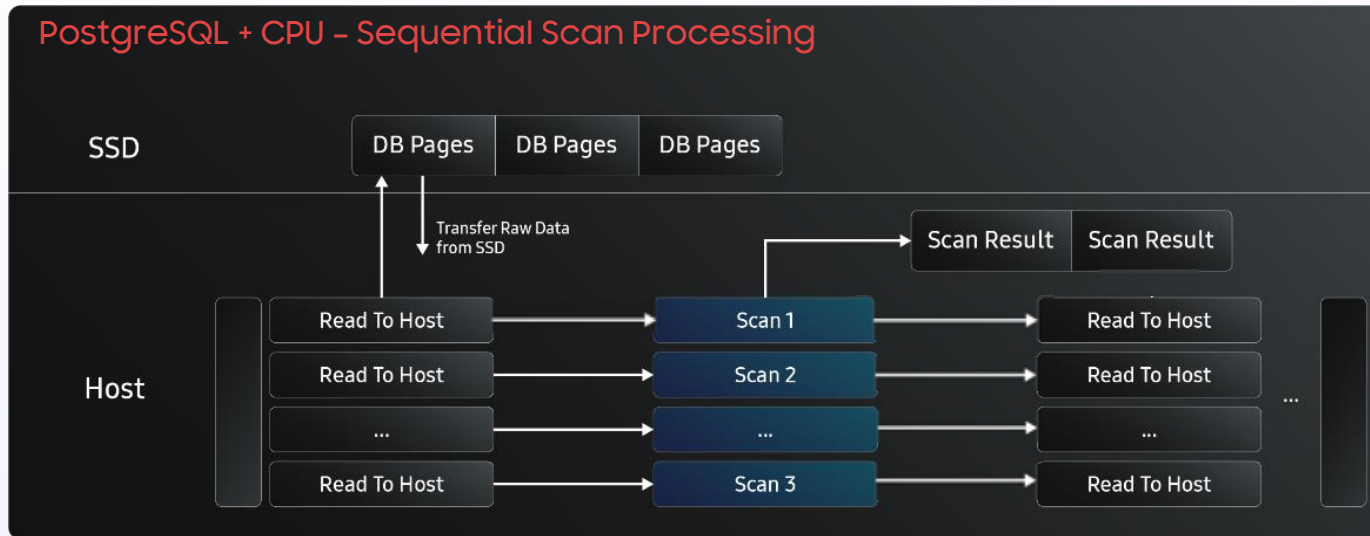 PostgreSQL + CPU – Sequential Scan Processing
SSD
DB Pages
DB Pages
DB Pages
Transfer Raw Data
from SSD
Scan Result
Scan Result
Host
Read To Host
Scan 1
Read To Host
Read To Host
Scan 2
Read To Host
...
...
...
...
Read To Host
Scan 3
Read To Host